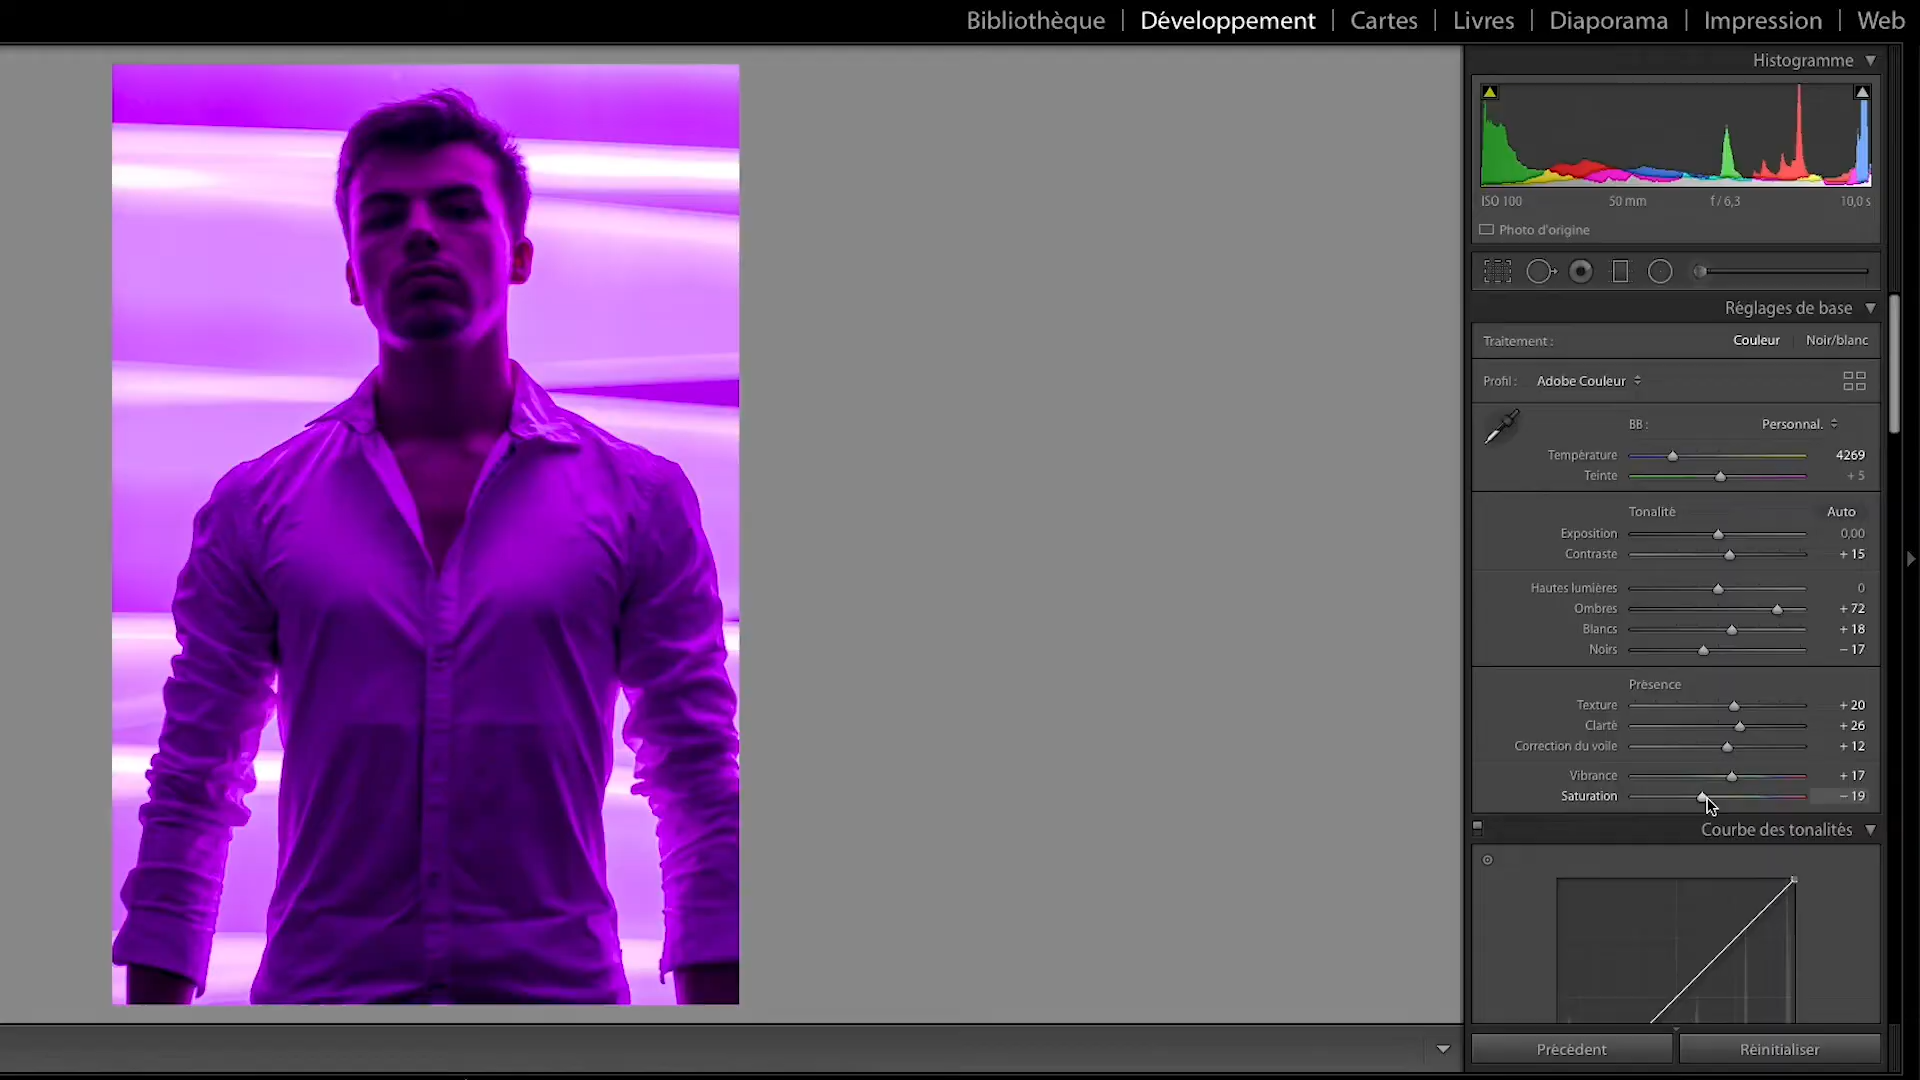 Bibliothèque | Développement | Cartes | Livres | Diaporama | Impression | Web
Histogramme
ISO 100 50 mm f / 6,3 10,0 s
Photo d'origine
Réglages de base
Traitement : Couleur Noir/blanc
Profil : Adobe Couleur
BB : Personnal.
Température 4269
Teinte + 5
Tonalité Auto
Exposition 0,00
Contraste + 15
Hautes lumières 0
Ombres + 72
Blancs + 18
Noirs − 17
Présence
Texture + 20
Clarté + 26
Correction du voile + 12
Vibrance + 17
Saturation − 19
Courbe des tonalités
Précédent Réinitialiser